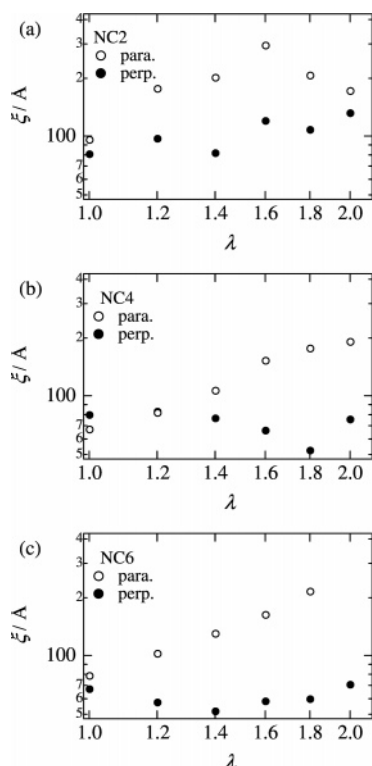 (a)
NC2
para.
perp.
4
3
2
100
7
6
5
ξ / Å
1.0 1.2 1.4 1.6 1.8 2.0
λ
(b)
NC4
para.
perp.
4
3
2
100
7
6
5
ξ / Å
1.0 1.2 1.4 1.6 1.8 2.0
λ
(c)
NC6
para.
perp.
4
3
2
100
7
6
5
ξ / Å
1.0 1.2 1.4 1.6 1.8 2.0
λ